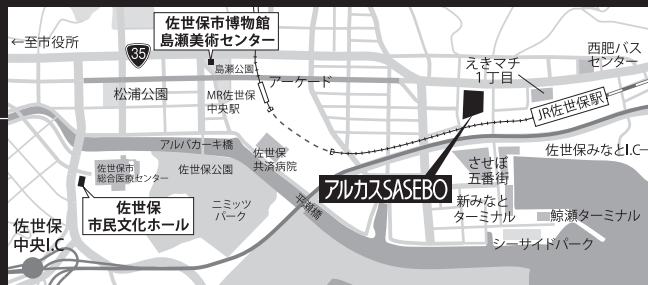 ←至市役所
35
佐世保市博物館
島瀬美術センター
島瀬公園
松浦公園
MR佐世保
中央駅
アーケード
えきマチ
1丁目
西肥バス
センター
JR佐世保駅
アルバカーキ橋
佐世保市
総合医療センター
佐世保公園
佐世保
共済病院
佐世保
市民文化ホール
ニミッツ
パーク
平瀬橋
アルカスSASEBO
させぼ
五番街
佐世保みなとI.C
新みなと
ターミナル
鯨瀬ターミナル
シーサイドパーク
佐世保
中央I.C